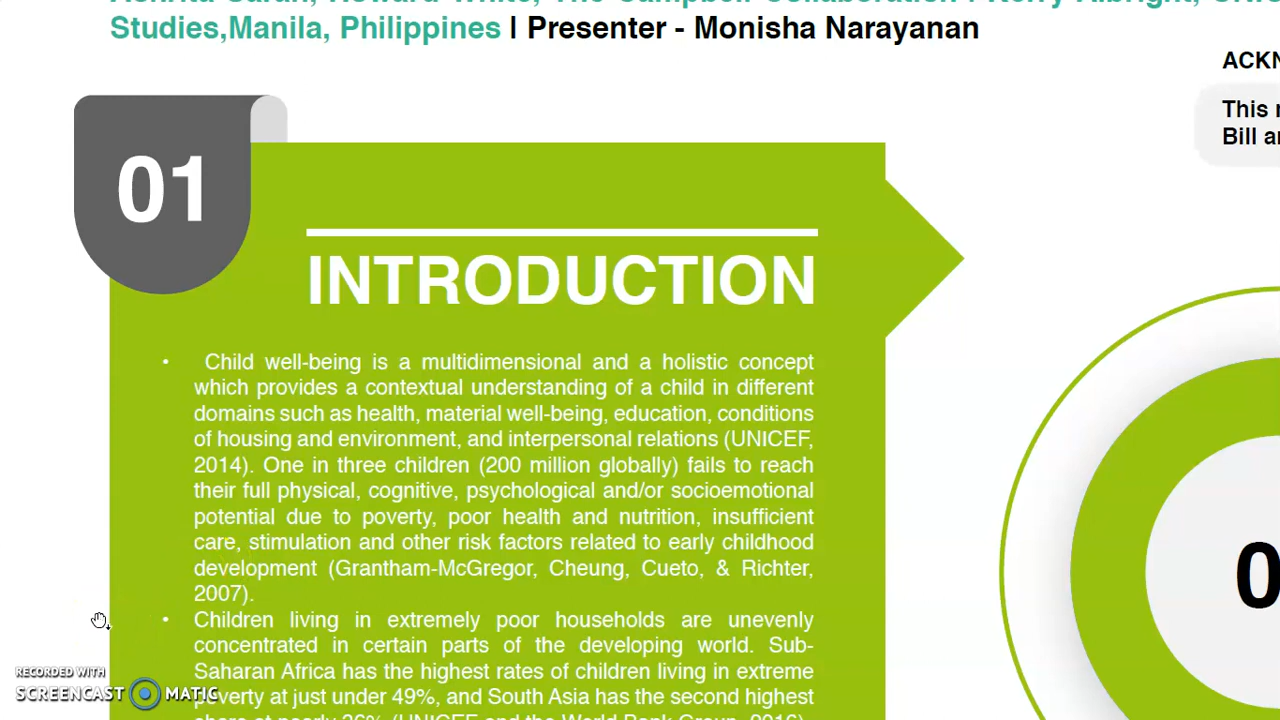 Studies,Manila, Philippines | Presenter - Monisha Narayanan
ACKN
This
Bill
01
INTRODUCTION
• Child well-being is a multidimensional and a holistic concept
which provides a contextual understanding of a child in different
domains such as health, material well-being, education, conditions
of housing and environment, and interpersonal relations (UNICEF,
2014). One in three children (200 million globally) fails to reach
their full physical, cognitive, psychological and/or socioemotional
potential due to poverty, poor health and nutrition, insufficient
care, stimulation and other risk factors related to early childhood
development (Grantham-McGregor, Cheung, Cueto, & Richter,
2007).
• Children living in extremely poor households are unevenly
concentrated in certain parts of the developing world. Sub-
Saharan Africa has the highest rates of children living in extreme
poverty at just under 49%, and South Asia has the second highest
0
RECORDED WITH
SCREENCAST MATIC